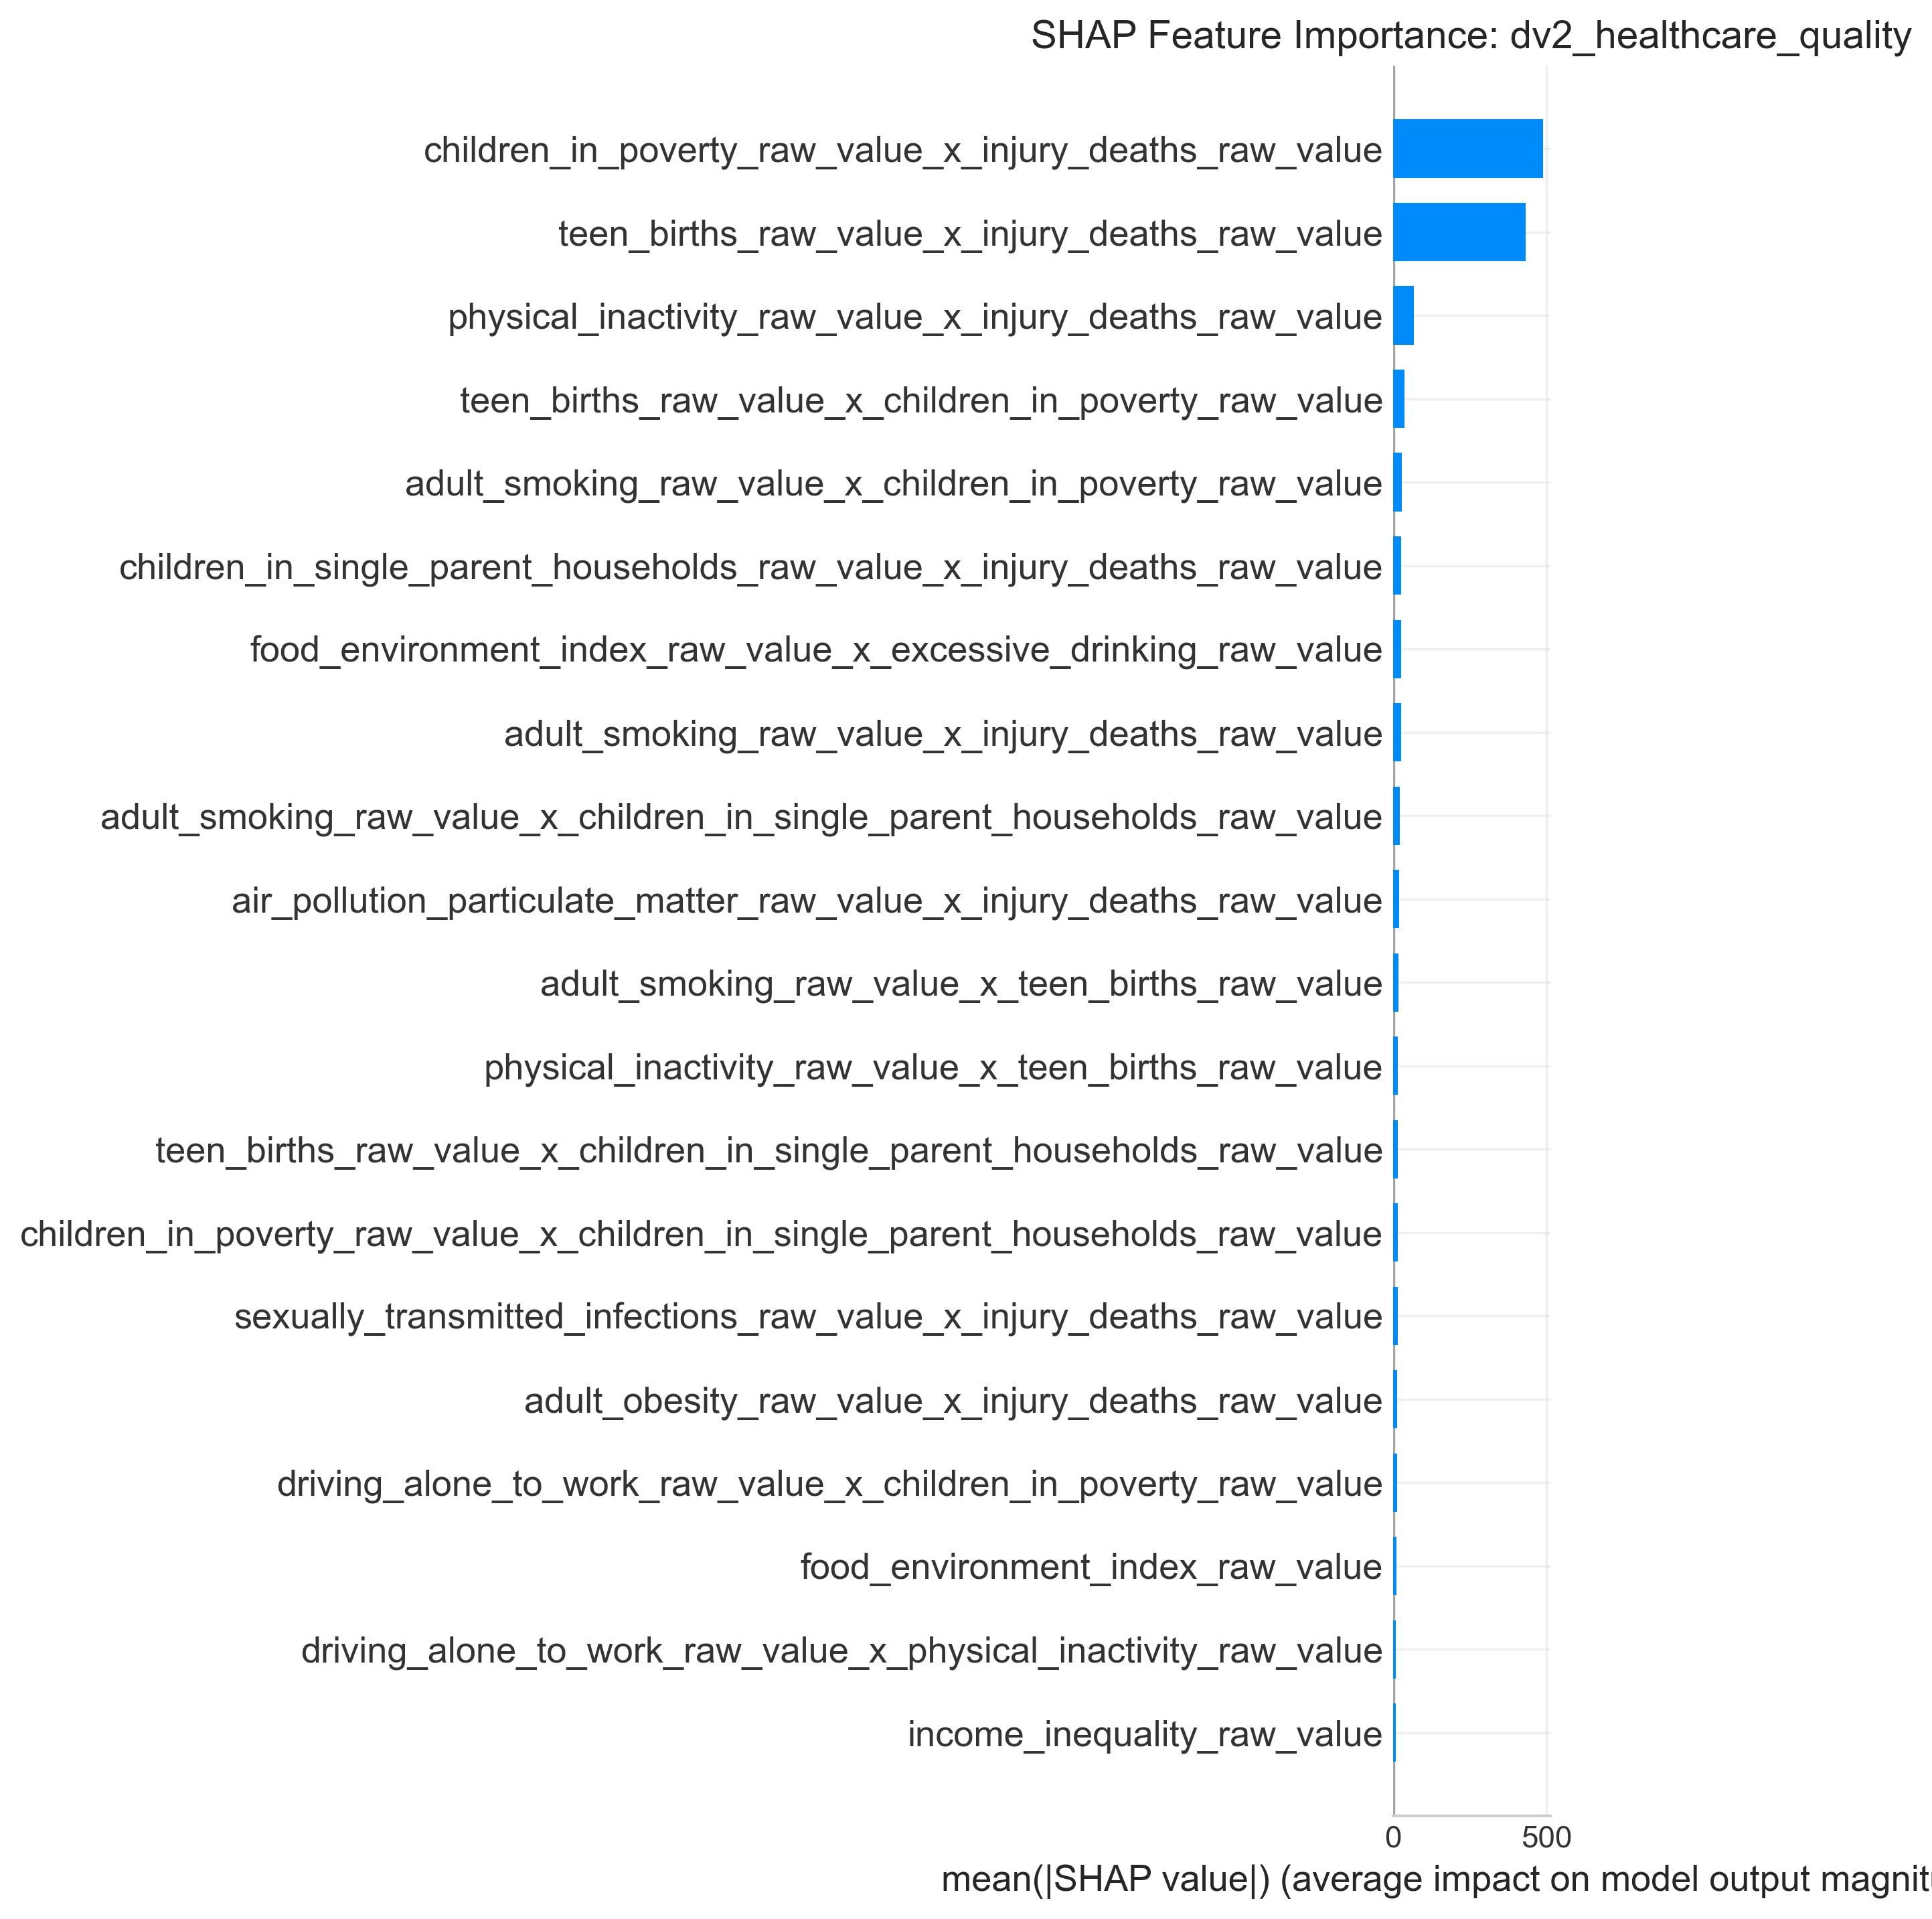 SHAP Feature Importance: dv2_healthcare_quality
children_in_poverty_raw_value_x_injury_deaths_raw_value
teen_births_raw_value_x_injury_deaths_raw_value
physical_inactivity_raw_value_x_injury_deaths_raw_value
teen_births_raw_value_x_children_in_poverty_raw_value
adult_smoking_raw_value_x_children_in_poverty_raw_value
children_in_single_parent_households_raw_value_x_injury_deaths_raw_value
food_environment_index_raw_value_x_excessive_drinking_raw_value
adult_smoking_raw_value_x_injury_deaths_raw_value
adult_smoking_raw_value_x_children_in_single_parent_households_raw_value
air_pollution_particulate_matter_raw_value_x_injury_deaths_raw_value
adult_smoking_raw_value_x_teen_births_raw_value
physical_inactivity_raw_value_x_teen_births_raw_value
teen_births_raw_value_x_children_in_single_parent_households_raw_value
children_in_poverty_raw_value_x_children_in_single_parent_households_raw_value
sexually_transmitted_infections_raw_value_x_injury_deaths_raw_value
adult_obesity_raw_value_x_injury_deaths_raw_value
driving_alone_to_work_raw_value_x_children_in_poverty_raw_value
food_environment_index_raw_value
driving_alone_to_work_raw_value_x_physical_inactivity_raw_value
income_inequality_raw_value
0 500
mean(|SHAP value|) (average impact on model output